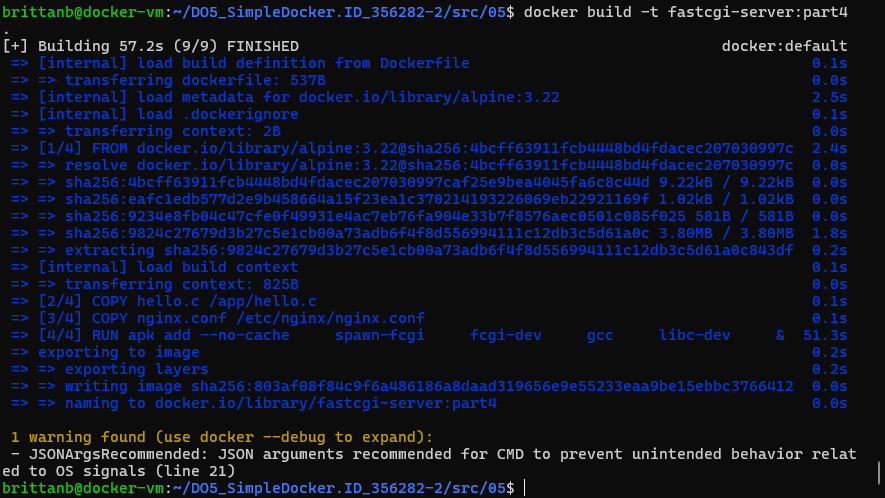 brittanb@docker-vm:~/DO5_SimpleDocker.ID_356282-2/src/05$ docker build -t fastcgi-server:part4
.
[+] Building 57.2s (9/9) FINISHED docker:default
=> [internal] load build definition from Dockerfile 0.1s
=> => transferring dockerfile: 537B 0.0s
=> [internal] load metadata for docker.io/library/alpine:3.22 2.5s
=> [internal] load .dockerignore 0.1s
=> => transferring context: 2B 0.0s
=> [1/4] FROM docker.io/library/alpine:3.22@sha256:4bcff63911fcb4448bd4fdacec207030997c 2.4s
=> => resolve docker.io/library/alpine:3.22@sha256:4bcff63911fcb4448bd4fdacec207030997c 0.0s
=> => sha256:4bcff63911fcb4448bd4fdacec207030997caf25e9bea4045fa6c8c44d 9.22kB / 9.22kB 0.0s
=> => sha256:eafc1edb577d2e9b458664a15f23ea1c370214193226069eb22921169f 1.02kB / 1.02kB 0.0s
=> => sha256:9234e8fb04c47cfe0f49931e4ac7eb76fa904e33b7f8576aec0501c085f025 581B / 581B 0.0s
=> => sha256:9824c27679d3b27c5e1cb00a73adb6f4f8d556994111c12db3c5d61a0c 3.80MB / 3.80MB 1.8s
=> => extracting sha256:9824c27679d3b27c5e1cb00a73adb6f4f8d556994111c12db3c5d61a0c843df 0.2s
=> [internal] load build context 0.1s
=> => transferring context: 825B 0.0s
=> [2/4] COPY hello.c /app/hello.c 0.1s
=> [3/4] COPY nginx.conf /etc/nginx/nginx.conf 0.1s
=> [4/4] RUN apk add --no-cache spawn-fcgi fcgi-dev gcc libc-dev & 51.3s
=> exporting to image 0.2s
=> => exporting layers 0.2s
=> => writing image sha256:803af08f84c9f6a486186a8daad319656e9e55233eaa9be15ebbc3766412 0.0s
=> => naming to docker.io/library/fastcgi-server:part4 0.0s
1 warning found (use docker --debug to expand):
- JSONArgsRecommended: JSON arguments recommended for CMD to prevent unintended behavior relat
ed to OS signals (line 21)
brittanb@docker-vm:~/DO5_SimpleDocker.ID_356282-2/src/05$